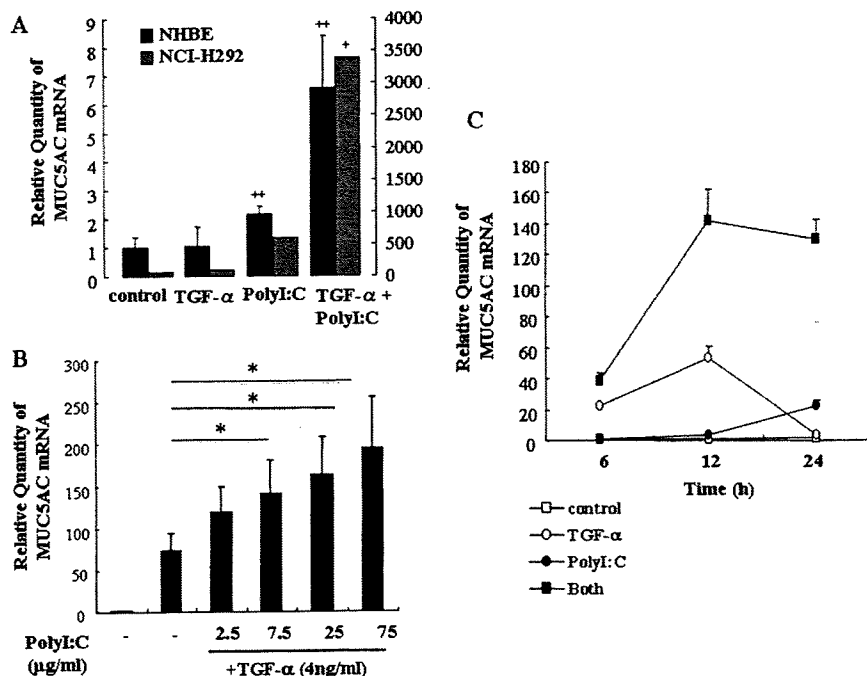 A
Relative Quantity of
MUC5AC mRNA
9
8
7
6
5
4
3
2
1
0
NHBE
NCI-H292
++
++
+
4000
3500
3000
2500
2000
1500
1000
500
0
control
TGF-α
PolyI:C
TGF-α +
PolyI:C
B
Relative Quantity of
MUC5AC mRNA
300
250
200
150
100
50
0
*
*
*
PolyI:C
(µg/ml)
- - 2.5 7.5 25 75
+TGF-α (4ng/ml)
C
Relative Quantity of
MUC5AC mRNA
160
140
120
100
80
60
40
20
0
6 12 24
Time (h)
control
TGF-α
PolyI:C
Both